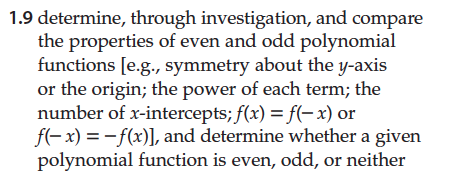 1.9 determine, through investigation, and compare
the properties of even and odd polynomial
functions [e.g., symmetry about the y-axis
or the origin; the power of each term; the
number of x-intercepts; f(x) = f(– x) or
f(– x) = – f(x)], and determine whether a given
polynomial function is even, odd, or neither